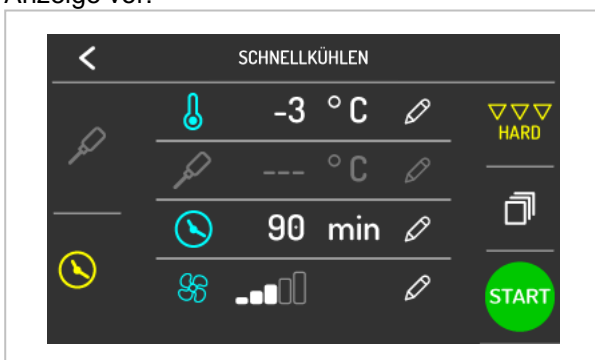 Anzeige vor:
SCHNELLKÜHLEN
-3 °C
HARD
--- °C
90 min
START